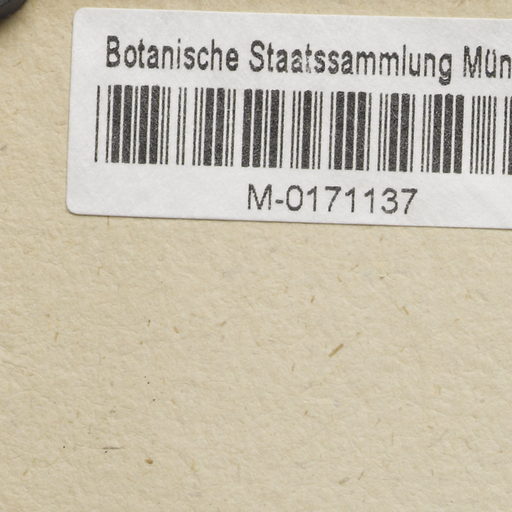 Botanische Staatssammlung Mün
M-0171137